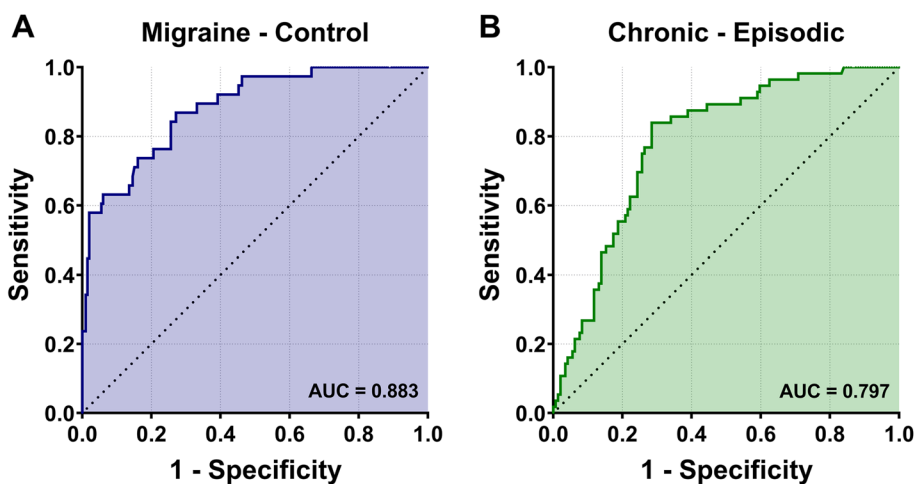 A
Migraine - Control
Sensitivity
1.0
0.8
0.6
0.4
0.2
0.0
AUC = 0.883
0.0 0.2 0.4 0.6 0.8 1.0
1 - Specificity
B
Chronic - Episodic
Sensitivity
1.0
0.8
0.6
0.4
0.2
0.0
AUC = 0.797
0.0 0.2 0.4 0.6 0.8 1.0
1 - Specificity